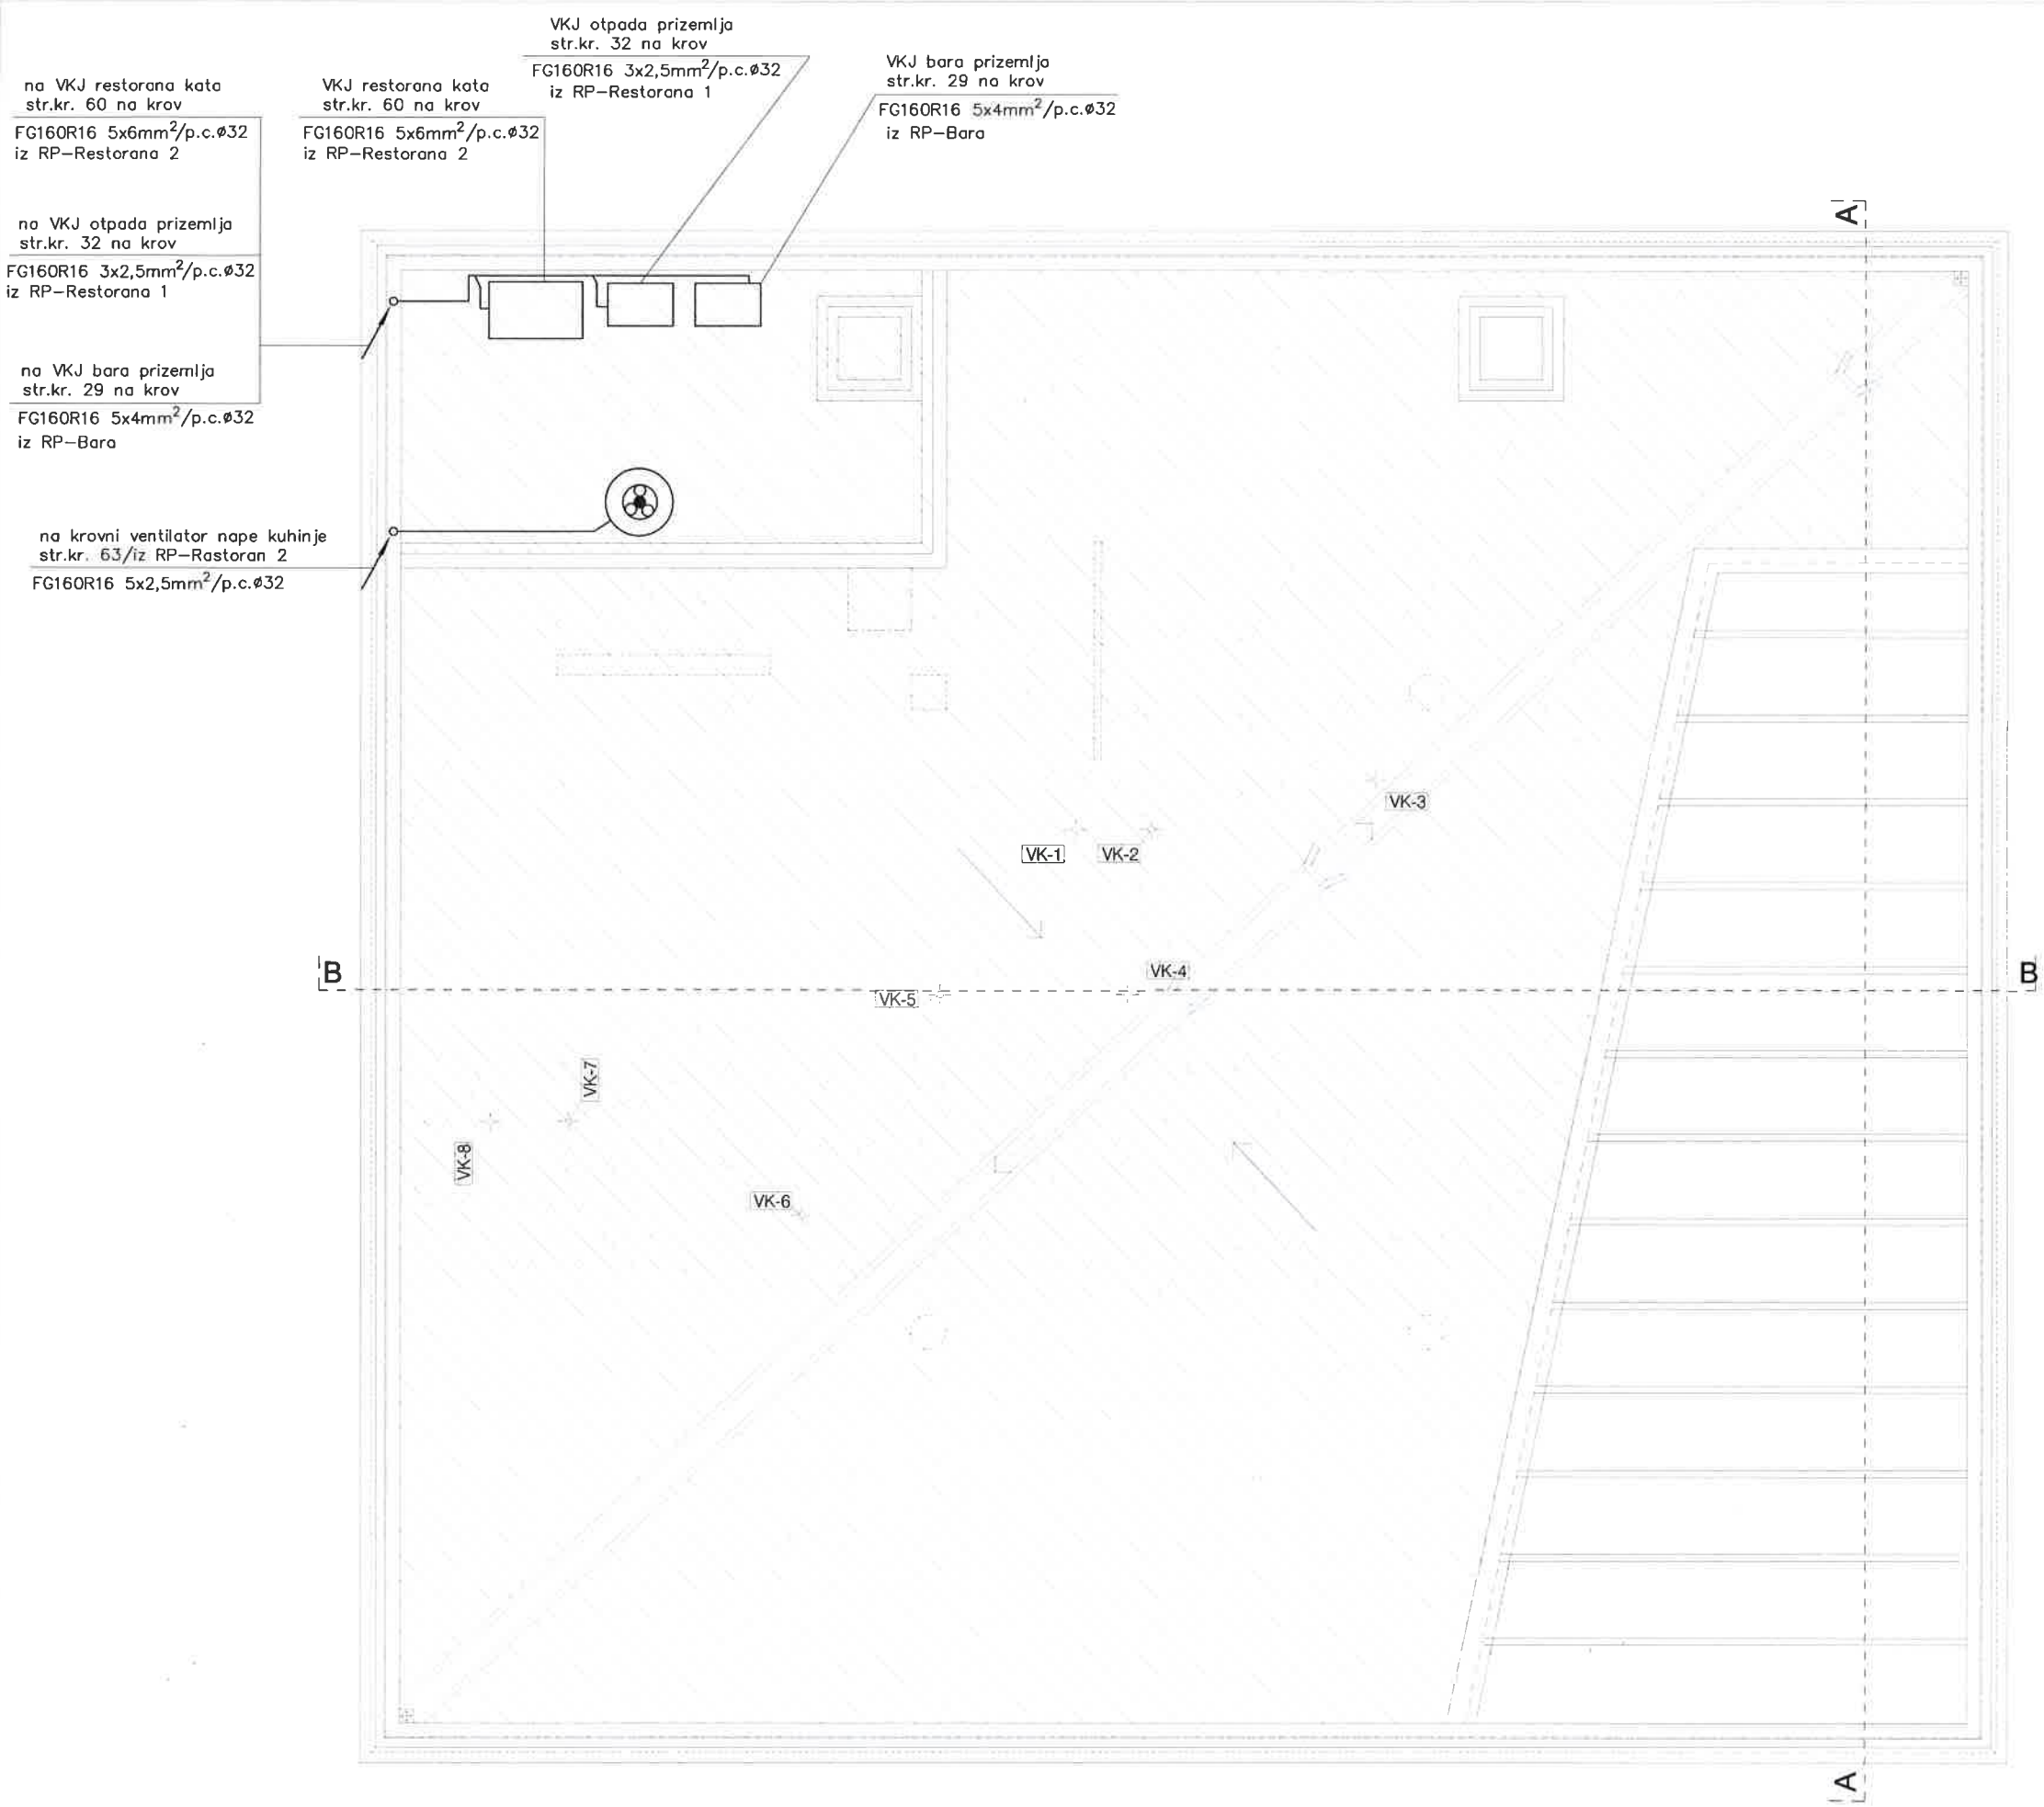 VKJ otpada prizemlja
str.kr. 32 na krov
FG160R16 3x2,5mm²/p.c.ø32
iz RP-Restorana 1
VKJ bara prizemlja
str.kr. 29 na krov
FG160R16 5x4mm²/p.c.ø32
iz RP-Bara
na VKJ restorana kata
str.kr. 60 na krov
FG160R16 5x6mm²/p.c.ø32
iz RP-Restorana 2
VKJ restorana kata
str.kr. 60 na krov
FG160R16 5x6mm²/p.c.ø32
iz RP-Restorana 2
na VKJ otpada prizemlja
str.kr. 32 na krov
FG160R16 3x2,5mm²/p.c.ø32
iz RP-Restorana 1
na VKJ bara prizemlja
str.kr. 29 na krov
FG160R16 5x4mm²/p.c.ø32
iz RP-Bara
na krovni ventilator nape kuhinje
str.kr. 63/iz RP-Rastoran 2
FG160R16 5x2,5mm²/p.c.ø32
A
VK-3
VK-1
VK-2
B
VK-4
B
VK-5
VK-7
VK-8
VK-6
A